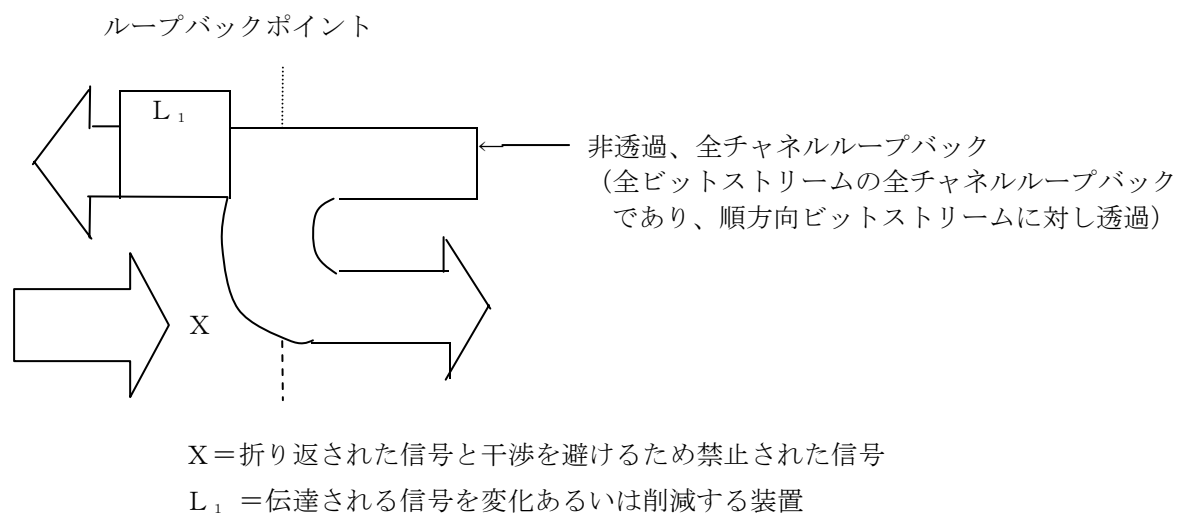 ループバックポイント
L₁
非透過、全チャネルループバック
（全ビットストリームの全チャネルループバック
であり、順方向ビットストリームに対し透過）
X
X＝折り返された信号と干渉を避けるため禁止された信号
L₁ ＝伝達される信号を変化あるいは削減する装置